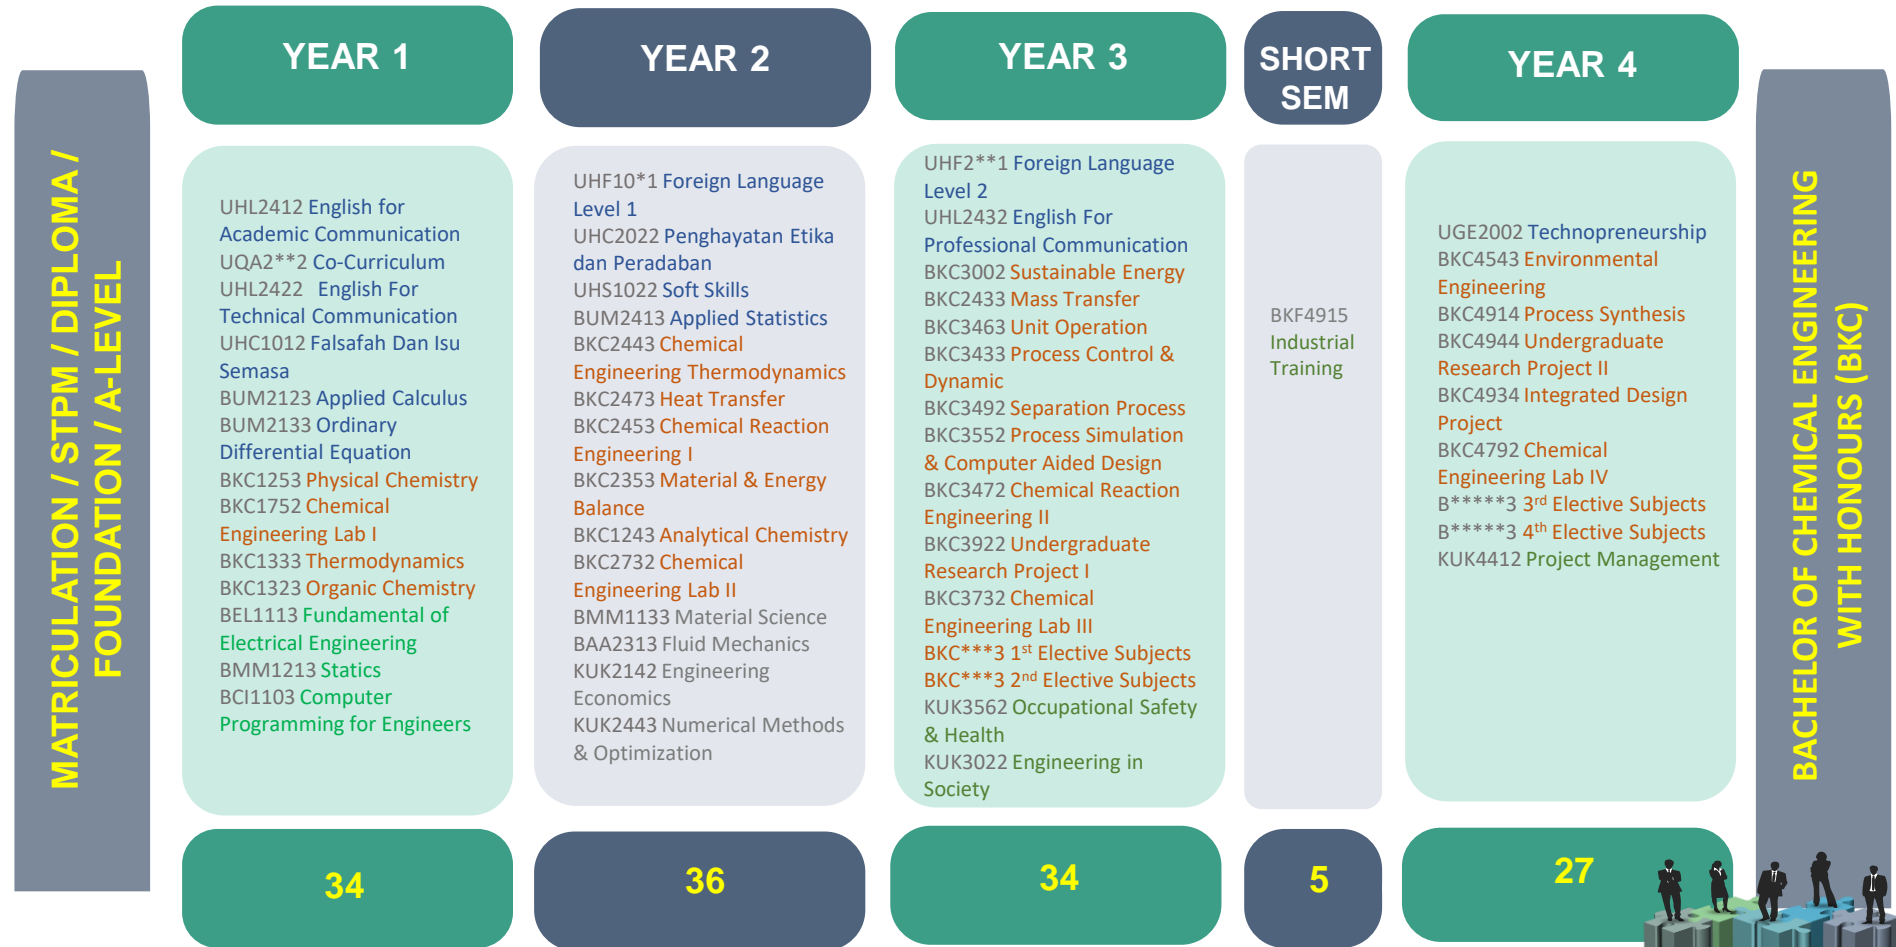 MATRICULATION / STPM / DIPLOMA /
FOUNDATION / A-LEVEL
YEAR 1
UHL2412 English for
Academic Communication
UQA2**2 Co-Curriculum
UHL2422 English For
Technical Communication
UHC1012 Falsafah Dan Isu
Semasa
BUM2123 Applied Calculus
BUM2133 Ordinary
Differential Equation
BKC1253 Physical Chemistry
BKC1752 Chemical
Engineering Lab I
BKC1333 Thermodynamics
BKC1323 Organic Chemistry
BEL1113 Fundamental of
Electrical Engineering
BMM1213 Statics
BCI1103 Computer
Programming for Engineers
34
YEAR 2
UHF10*1 Foreign Language
Level 1
UHC2022 Penghayatan Etika
dan Peradaban
UHS1022 Soft Skills
BUM2413 Applied Statistics
BKC2443 Chemical
Engineering Thermodynamics
BKC2473 Heat Transfer
BKC2453 Chemical Reaction
Engineering I
BKC2353 Material & Energy
Balance
BKC1243 Analytical Chemistry
BKC2732 Chemical
Engineering Lab II
BMM1133 Material Science
BAA2313 Fluid Mechanics
KUK2142 Engineering
Economics
KUK2443 Numerical Methods
& Optimization
36
YEAR 3
UHF2**1 Foreign Language
Level 2
UHL2432 English For
Professional Communication
BKC3002 Sustainable Energy
BKC2433 Mass Transfer
BKC3463 Unit Operation
BKC3433 Process Control &
Dynamic
BKC3492 Separation Process
BKC3552 Process Simulation
& Computer Aided Design
BKC3472 Chemical Reaction
Engineering II
BKC3922 Undergraduate
Research Project I
BKC3732 Chemical
Engineering Lab III
BKC***3 1st Elective Subjects
BKC***3 2nd Elective Subjects
KUK3562 Occupational Safety
& Health
KUK3022 Engineering in
Society
34
SHORT
SEM
BKF4915
Industrial
Training
5
YEAR 4
UGE2002 Technopreneurship
BKC4543 Environmental
Engineering
BKC4914 Process Synthesis
BKC4944 Undergraduate
Research Project II
BKC4934 Integrated Design
Project
BKC4792 Chemical
Engineering Lab IV
B*****3 3rd Elective Subjects
B*****3 4th Elective Subjects
KUK4412 Project Management
27
BACHELOR OF CHEMICAL ENGINEERING
WITH HONOURS (BKC)